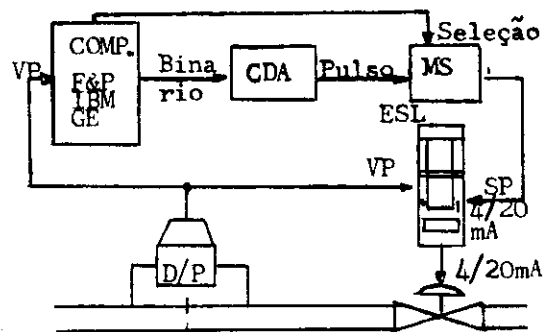 COMP.
Seleção
VP
Bina
rio
CDA
Pulso
MS
F&P
IBM
GE
ESL
VP
SP
4/20
mA
D/P
4/20mA